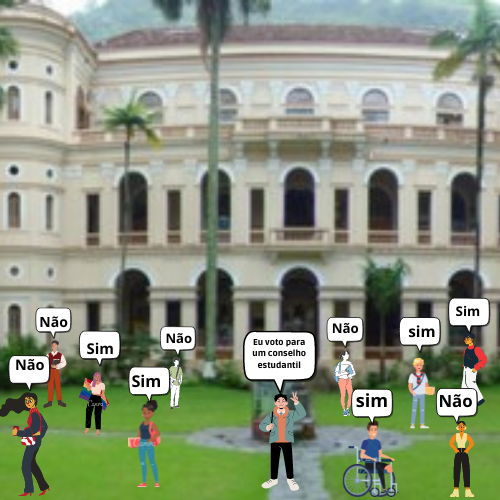 Não
Sim
Não
Não
Sim
Eu voto para
um conselho
estudantil
Não
sim
Sim
sim
Não